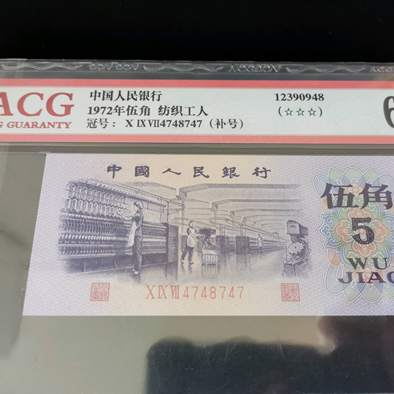 ACG
G GUARANTY
中国人民银行
1972年伍角 纺织工人
冠号： X IX VII4748747（补号）
12390948
(☆☆☆)
6
中國人民銀行
伍角
5
WU
JIAO
X IX VII 4748747